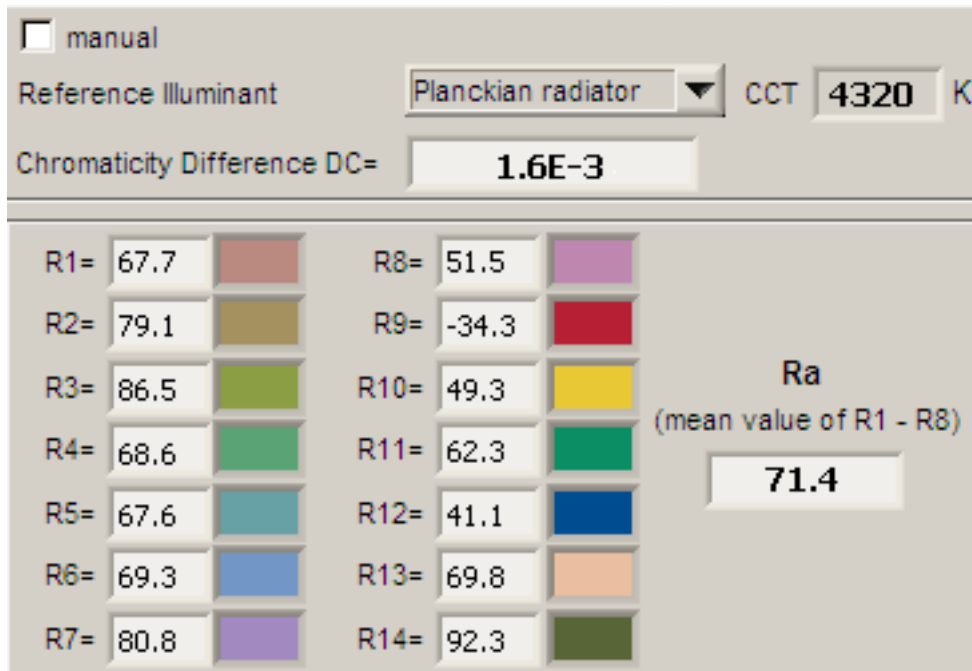 manual
Reference Illuminant Planckian radiator CCT 4320 K
Chromaticity Difference DC= 1.6E-3
R1= 67.7 R8= 51.5
R2= 79.1 R9= -34.3
R3= 86.5 R10= 49.3
R4= 68.6 R11= 62.3
R5= 67.6 R12= 41.1
R6= 69.3 R13= 69.8
R7= 80.8 R14= 92.3
Ra
(mean value of R1 - R8)
71.4